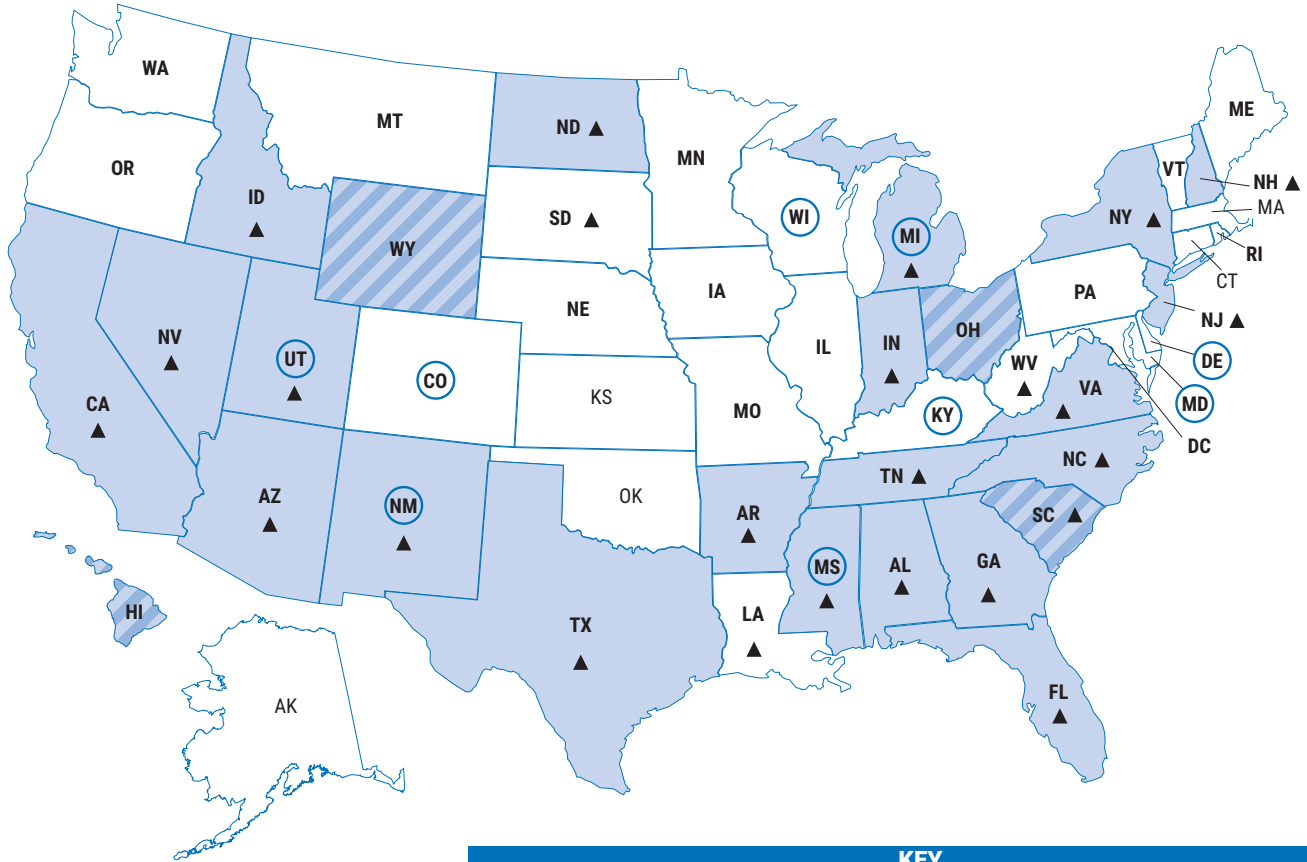 WA
MT
ND ▲
MN
ME
OR
ID
▲
SD ▲
WI
MI
▲
NY ▲
VT
NH ▲
MA
RI
CT
WY
NE
IA
PA
NJ ▲
NV
▲
UT
▲
CO
IL
IN
▲
OH
WV
▲
DE
MD
DC
CA
▲
KS
MO
KY
VA
▲
AZ
▲
NM
▲
OK
AR
▲
TN ▲
NC ▲
SC ▲
MS
▲
AL
▲
GA
▲
HI
TX
▲
LA
▲
FL
▲
AK
KEY